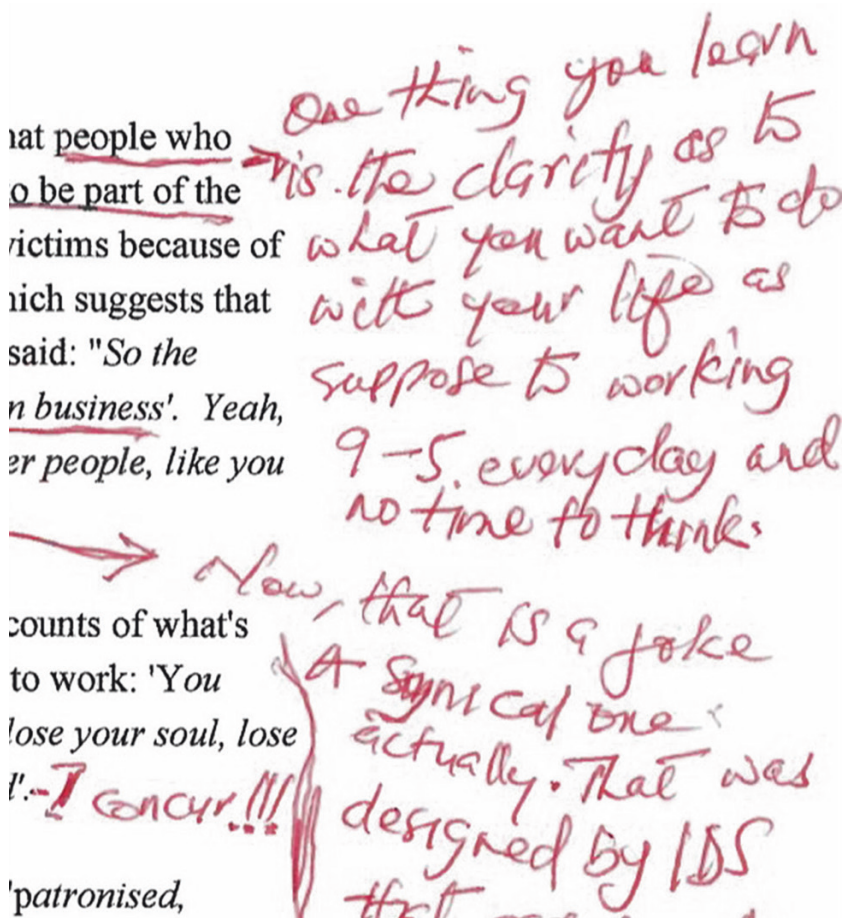 hat people who
o be part of the
victims because of
hich suggests that
said: "So the
n business'. Yeah,
er people, like you
counts of what's
to work: 'You
lose your soul, lose
l'.
- I concur!!!
'patronised,
One thing you learn
is the clarity as to
what you want to do
with your life as
suppose to working
9-5 everyday and
no time to think.
Now, that is a joke
A synical one
actually. That was
designed by IDS
that